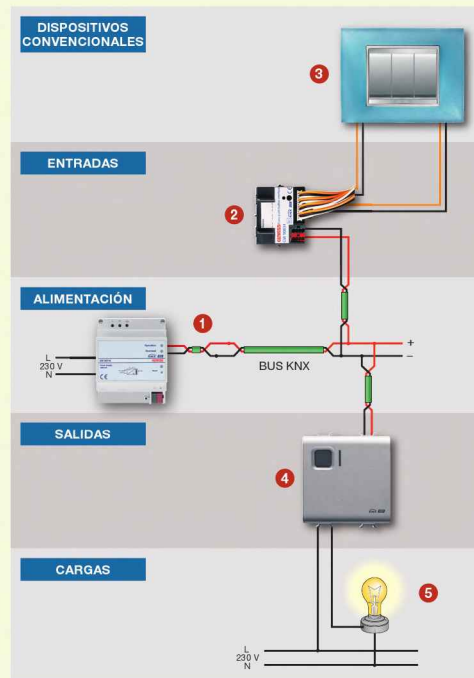 DISPOSITIVOS
CONVENCIONALES
3
ENTRADAS
2
ALIMENTACIÓN
1
L
230 V
N
+
–
BUS KNX
SALIDAS
4
CARGAS
5
L
230 V
N